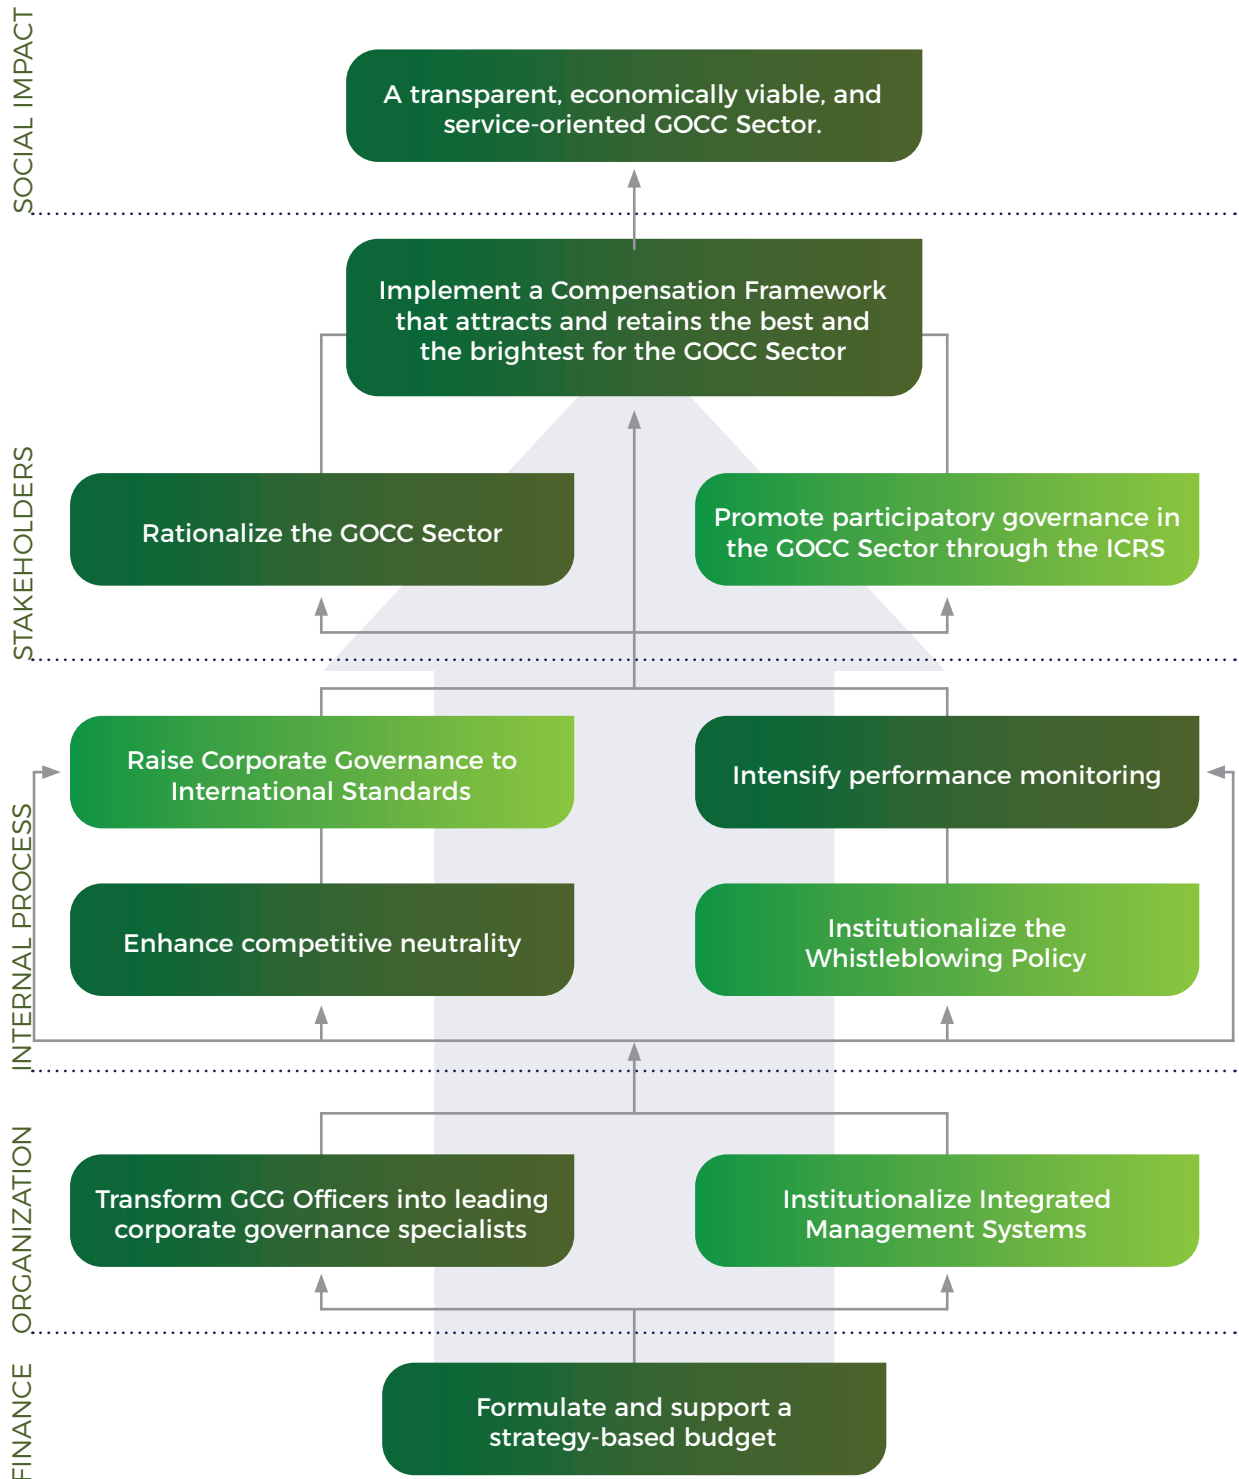 SOCIAL IMPACT
A transparent, economically viable, and
service-oriented GOCC Sector.
STAKEHOLDERS
Implement a Compensation Framework
that attracts and retains the best and
the brightest for the GOCC Sector
Rationalize the GOCC Sector
Promote participatory governance in
the GOCC Sector through the ICRS
INTERNAL PROCESS
Raise Corporate Governance to
International Standards
Intensify performance monitoring
Enhance competitive neutrality
Institutionalize the
Whistleblowing Policy
ORGANIZATION
Transform GCG Officers into leading
corporate governance specialists
Institutionalize Integrated
Management Systems
FINANCE
Formulate and support a
strategy-based budget